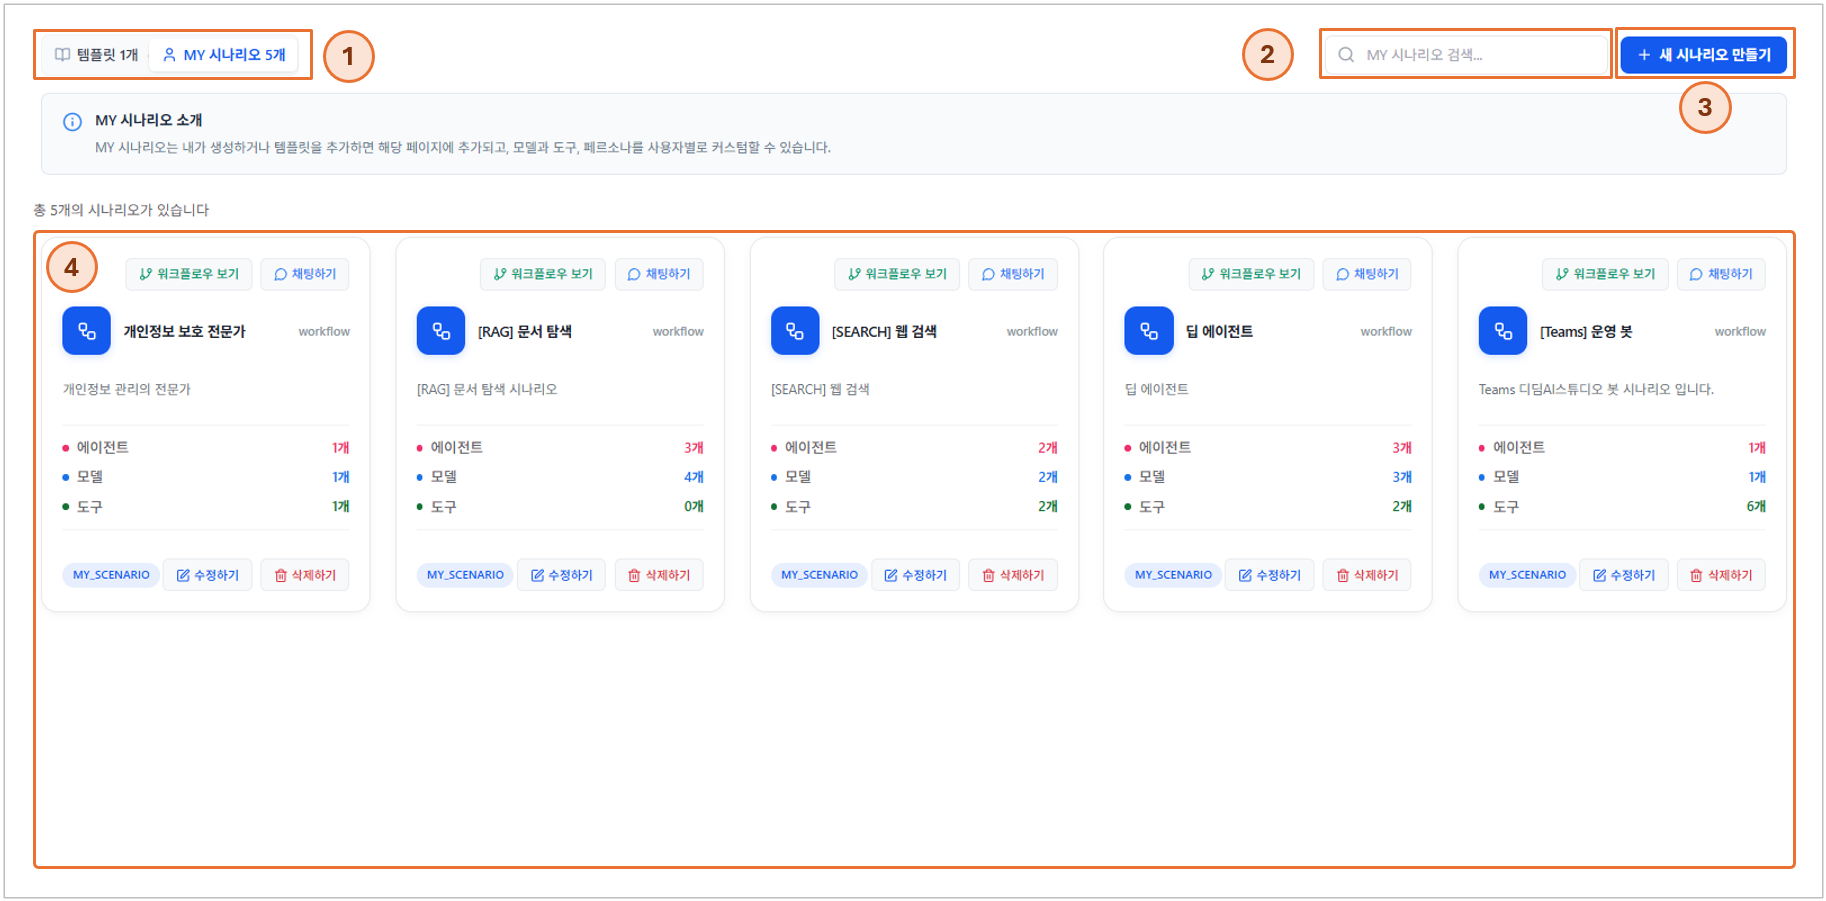 템플릿 1개 MY 시나리오 5개 1
2 MY 시나리오 검색... + 새 시나리오 만들기
3
MY 시나리오 소개
MY 시나리오는 내가 생성하거나 템플릿을 추가하면 해당 페이지에 추가되고, 모델과 도구, 페르소나를 사용자별로 커스텀할 수 있습니다.
총 5개의 시나리오가 있습니다
4
워크플로우 보기 채팅하기
개인정보 보호 전문가 workflow
개인정보 관리의 전문가
에이전트 1개
모델 1개
도구 1개
MY_SCENARIO 수정하기 삭제하기
워크플로우 보기 채팅하기
[RAG] 문서 탐색 workflow
[RAG] 문서 탐색 시나리오
에이전트 3개
모델 4개
도구 0개
MY_SCENARIO 수정하기 삭제하기
워크플로우 보기 채팅하기
[SEARCH] 웹 검색 workflow
[SEARCH] 웹 검색
에이전트 2개
모델 2개
도구 2개
MY_SCENARIO 수정하기 삭제하기
워크플로우 보기 채팅하기
딥 에이전트 workflow
딥 에이전트
에이전트 3개
모델 3개
도구 2개
MY_SCENARIO 수정하기 삭제하기
워크플로우 보기 채팅하기
[Teams] 운영 봇 workflow
Teams 디딤AI스튜디오 봇 시나리오 입니다.
에이전트 1개
모델 1개
도구 6개
MY_SCENARIO 수정하기 삭제하기